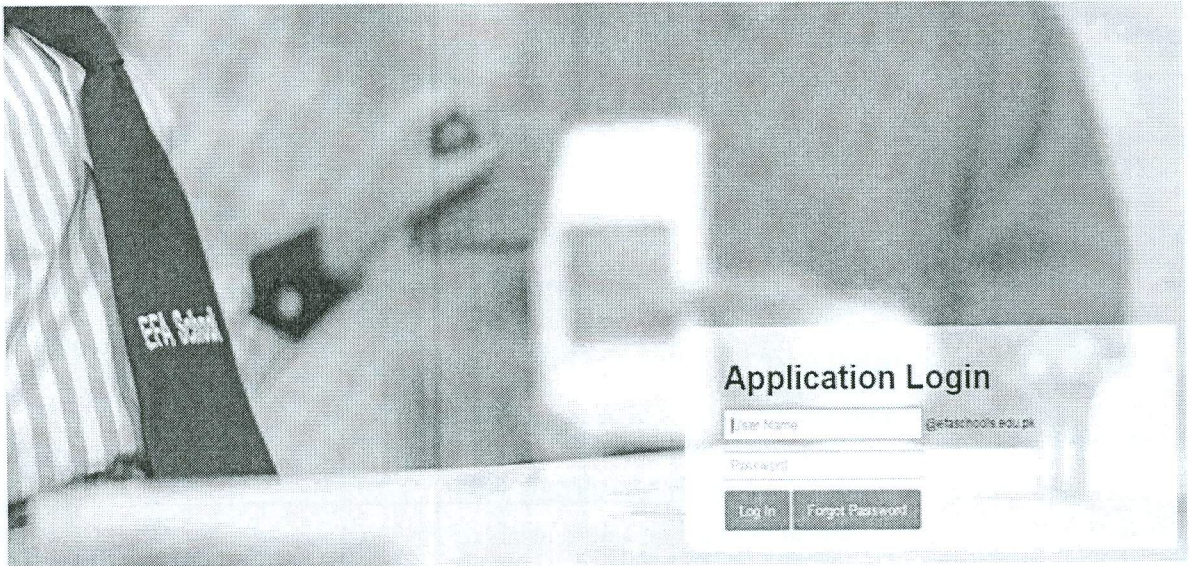 EFA School
Application Login
User Name
@efaschools.edu.pk
Password
Log In
Forgot Password